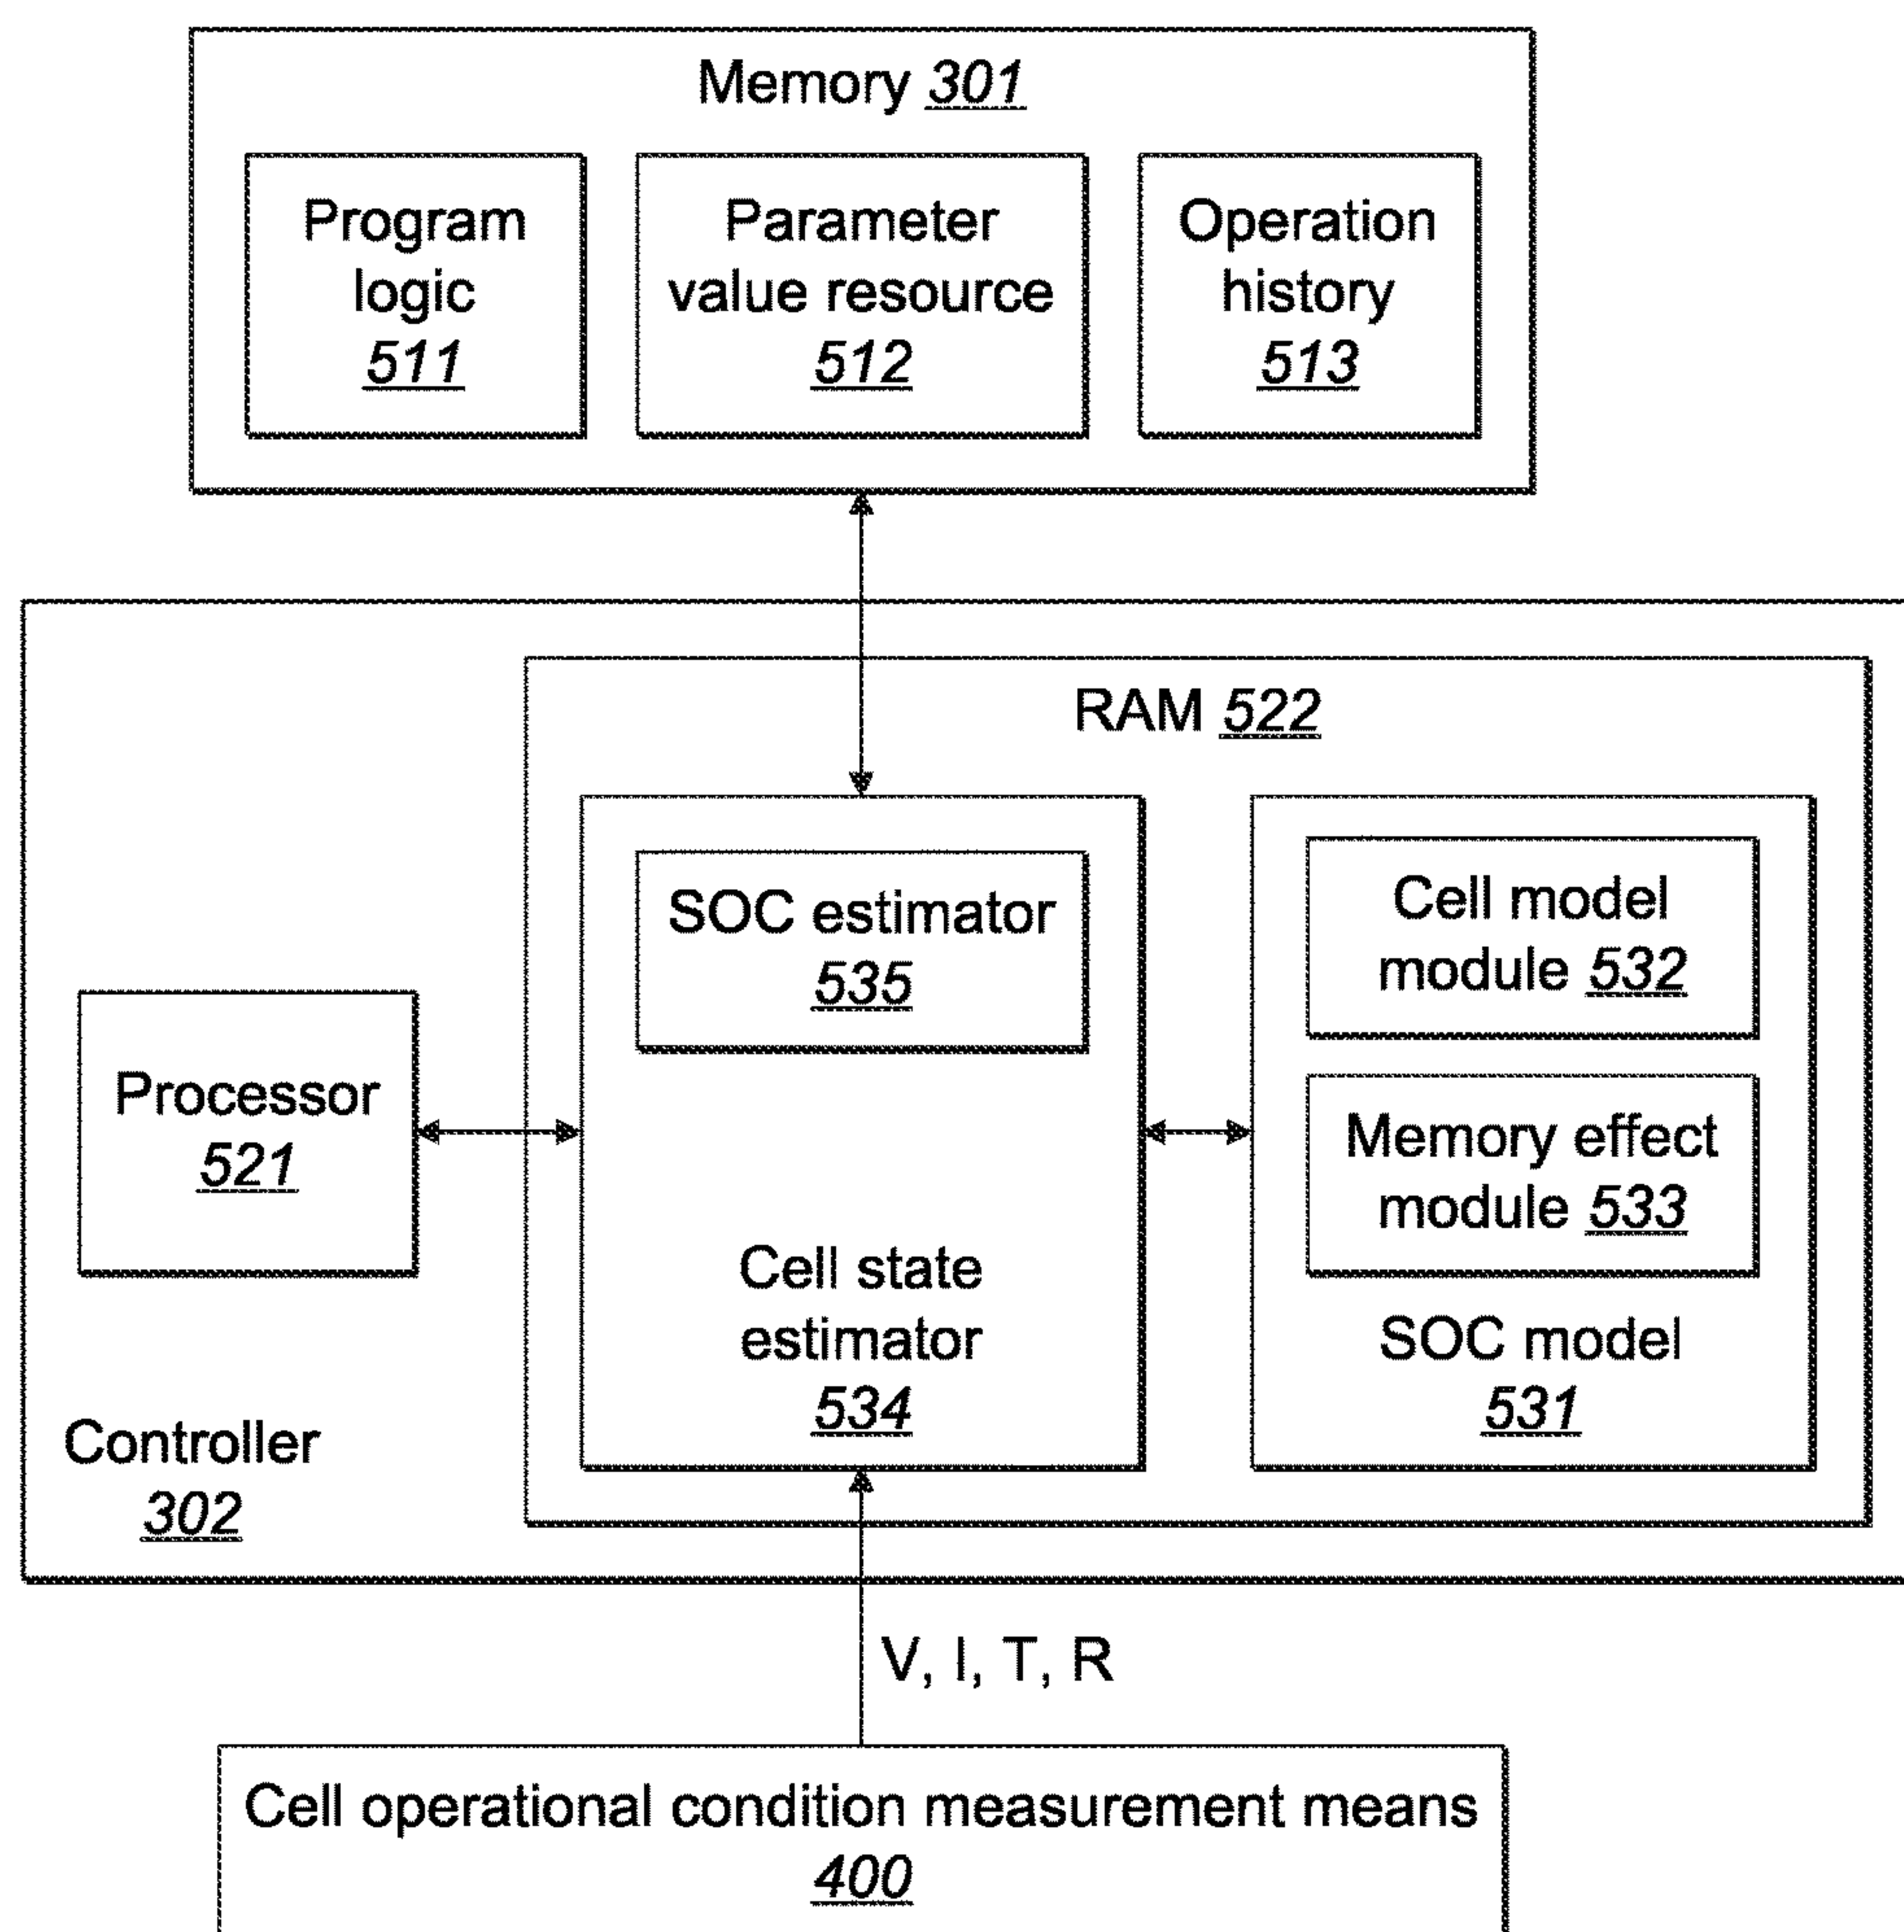 Memory 301
Program
logic
511
Parameter
value resource
512
Operation
history
513
RAM 522
SOC estimator
535
Cell state
estimator
534
Cell model
module 532
Memory effect
module 533
SOC model
531
Processor
521
Controller
302
V, I, T, R
Cell operational condition measurement means
400